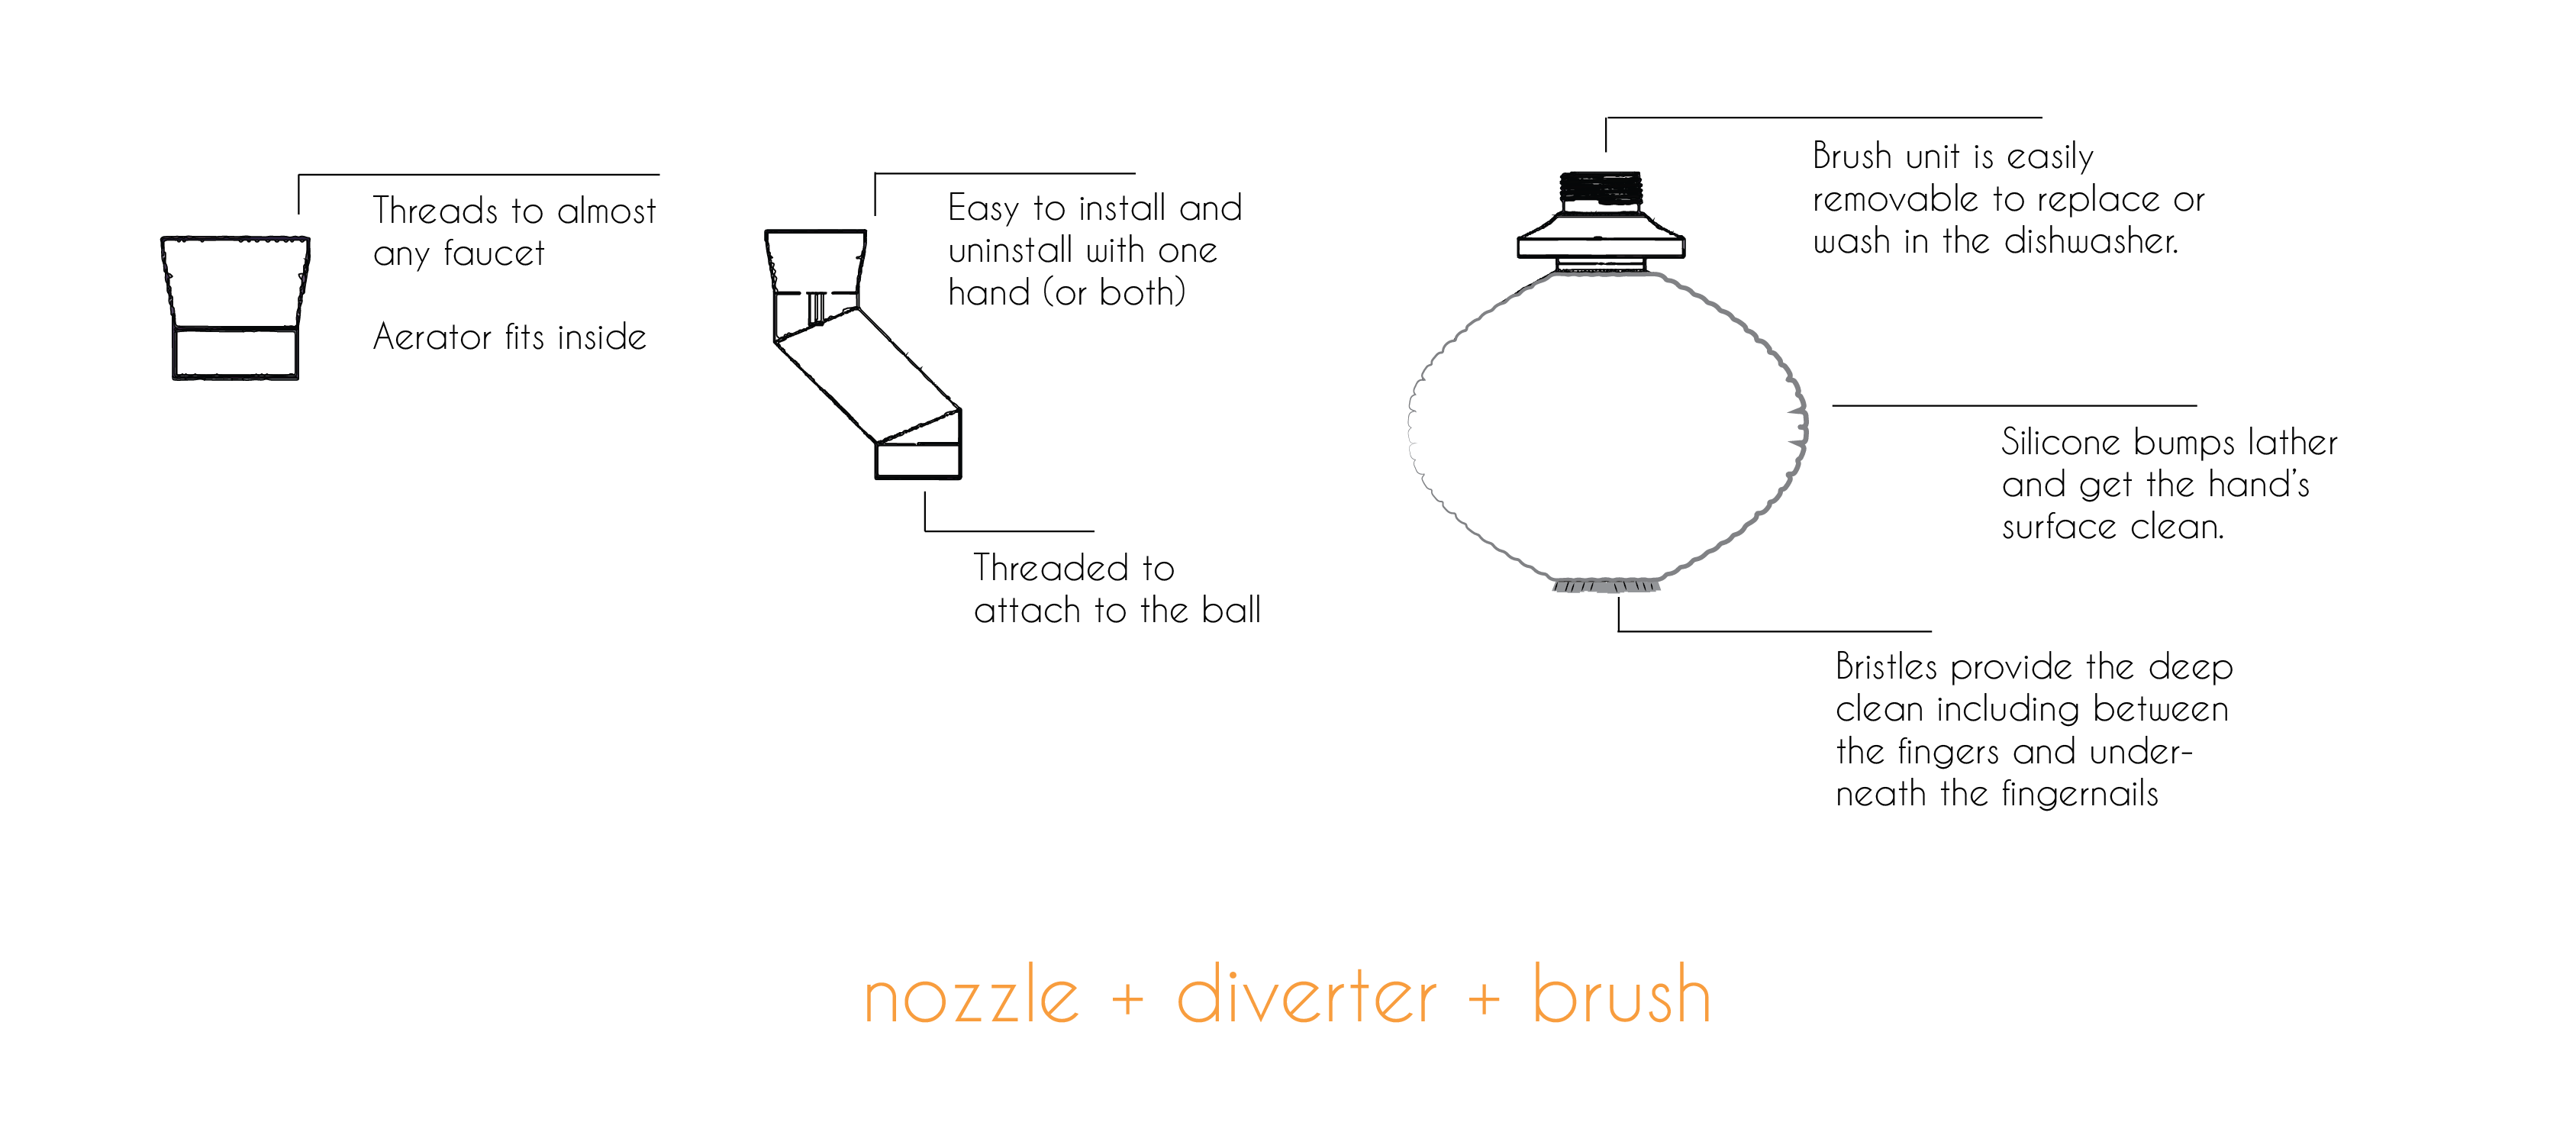 Threads to almost
any faucet
Aerator fits inside
Easy to install and
uninstall with one
hand (or both)
Threaded to
attach to the ball
Brush unit is easily
removable to replace or
wash in the dishwasher.
Silicone bumps lather
and get the hand's
surface clean.
Bristles provide the deep
clean including between
the fingers and under-
neath the fingernails
nozzle + diverter + brush